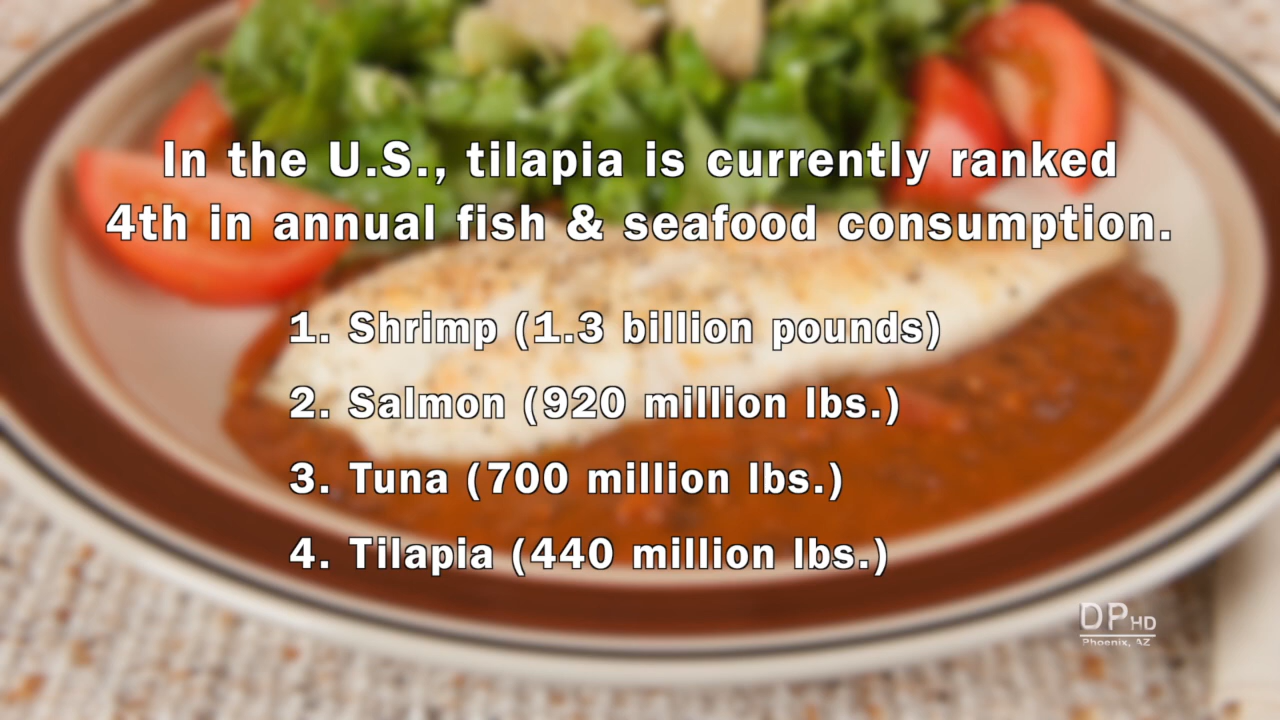 In the U.S., tilapia is currently ranked
4th in annual fish & seafood consumption.
1. Shrimp (1.3 billion pounds)
2. Salmon (920 million lbs.)
3. Tuna (700 million lbs.)
4. Tilapia (440 million lbs.)
DP HD
Phoenix, AZ